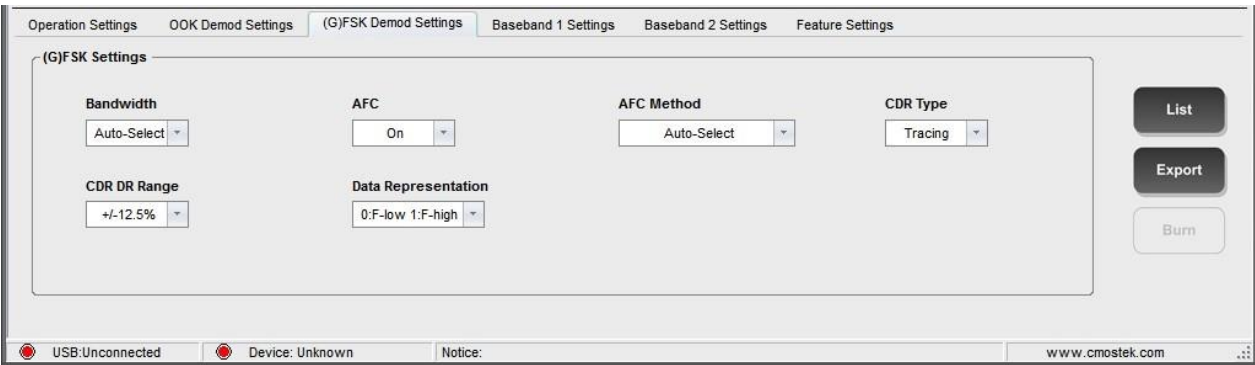 Operation Settings OOK Demod Settings (G)FSK Demod Settings Baseband 1 Settings Baseband 2 Settings Feature Settings
(G)FSK Settings
Bandwidth AFC AFC Method CDR Type
Auto-Select On Auto-Select Tracing
List
CDR DR Range Data Representation
+/-12.5% 0:F-low 1:F-high
Export
Burn
USB:Unconnected Device: Unknown Notice: www.cmostek.com